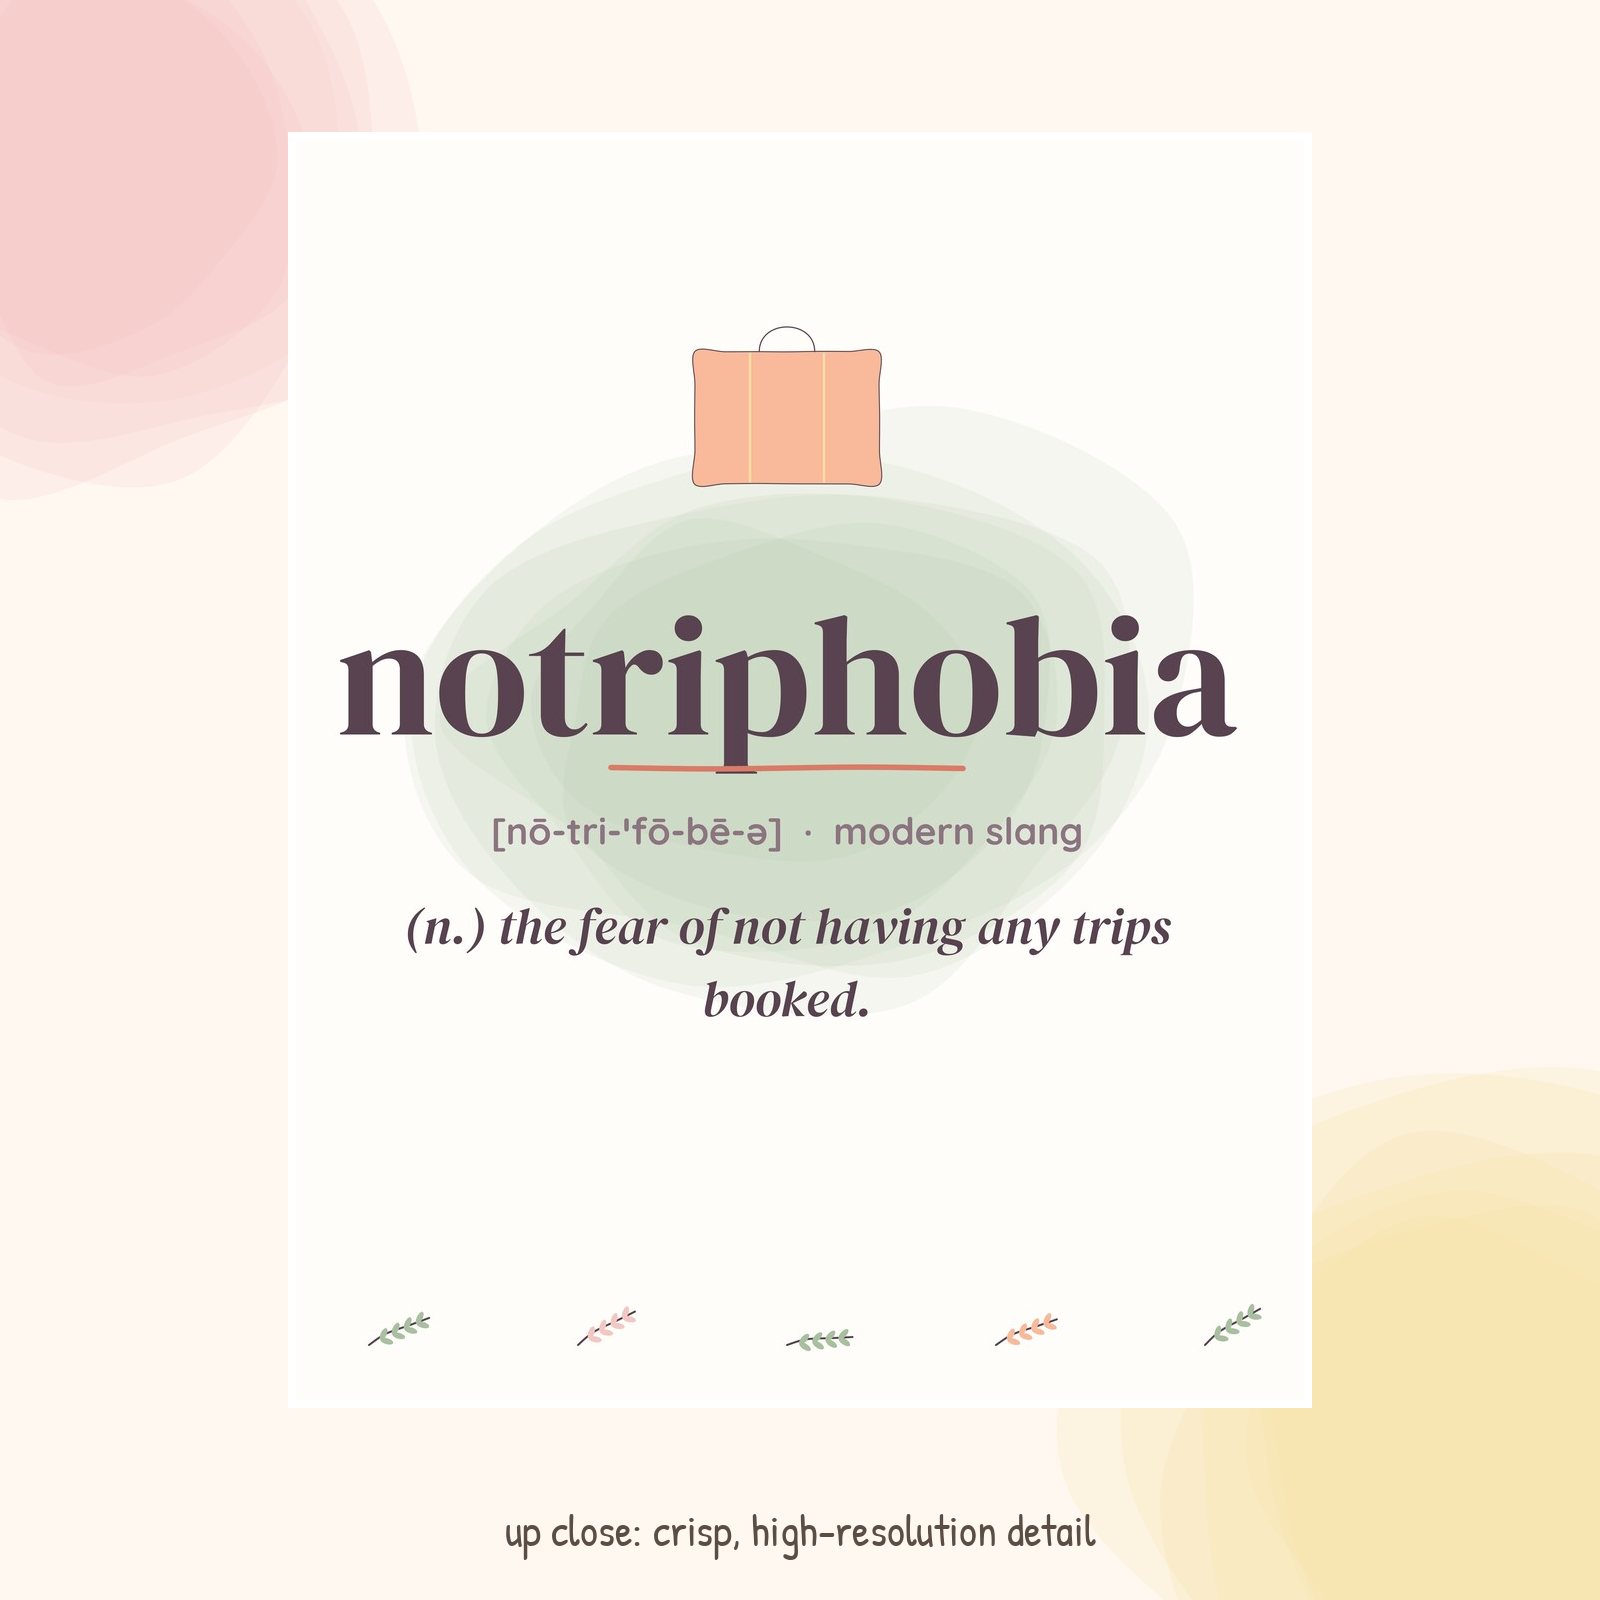 notriphobia
[nō-tri-ˈfō-bē-ə] · modern slang
(n.) the fear of not having any trips
booked.
up close: crisp, high-resolution detail